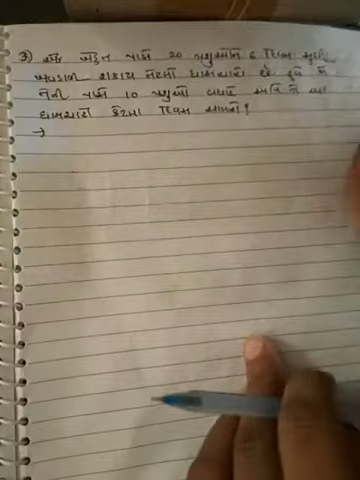 3) એક ખેડૂત પાસે 20 પશુઓને 6 દિવસ સુધી
ખવડાવી શકાય તેટલો ઘાસચારો છે હવે જો
તેની પાસે 10 પશુઓ વધારે આવે તો આ
ઘાસચારો કેટલા દિવસ ચાલશે?
→